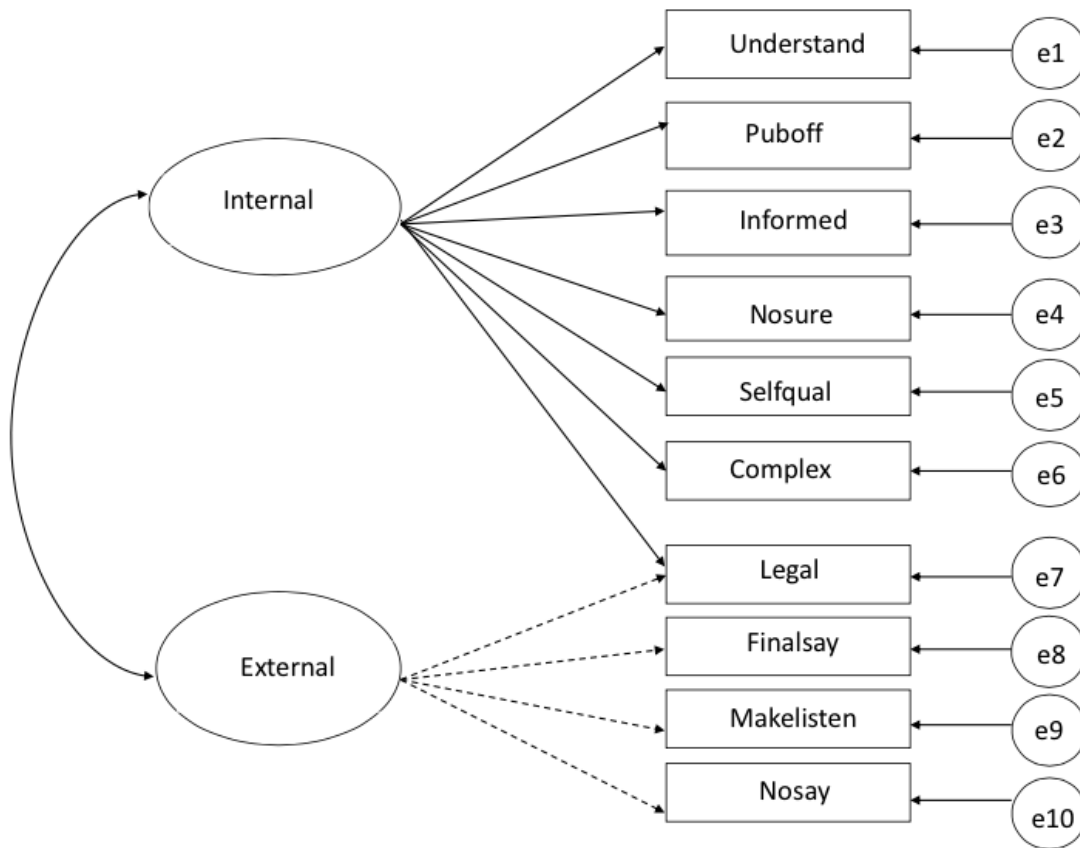 Understand
e1
Puboff
e2
Internal
Informed
e3
Nosure
e4
Selfqual
e5
Complex
e6
Legal
e7
External
Finalsay
e8
Makelisten
e9
Nosay
e10